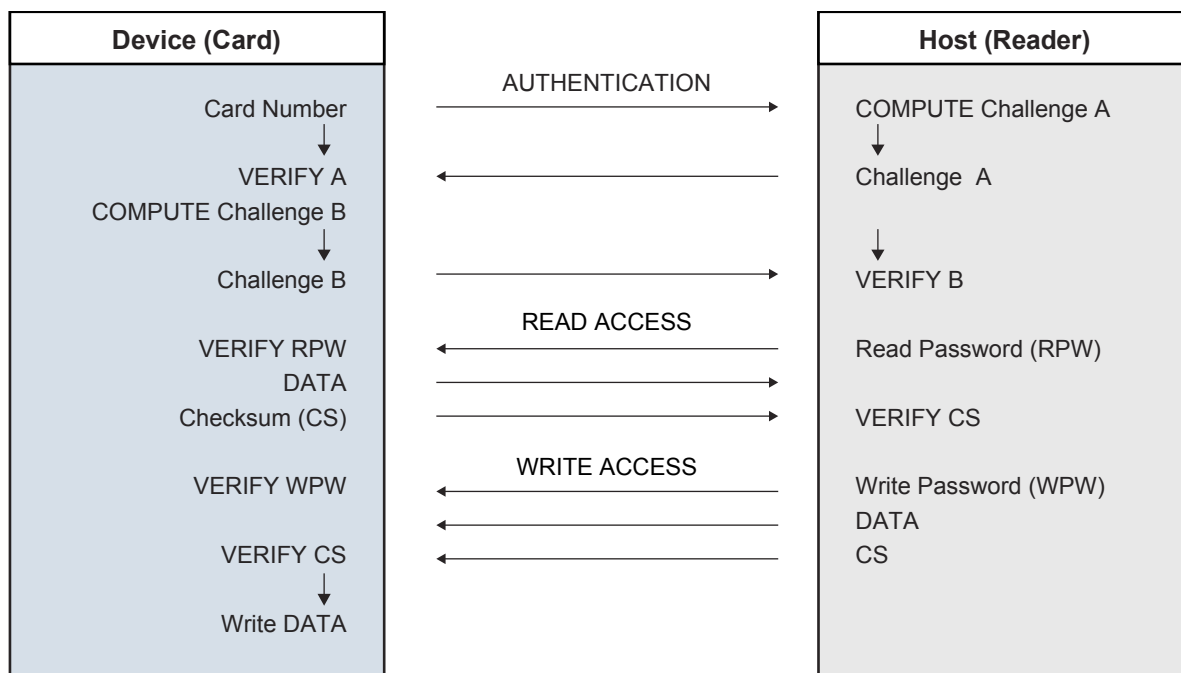 Device (Card)
Host (Reader)
AUTHENTICATION
Card Number
COMPUTE Challenge A
VERIFY A
Challenge A
COMPUTE Challenge B
Challenge B
VERIFY B
READ ACCESS
VERIFY RPW
Read Password (RPW)
DATA
Checksum (CS)
VERIFY CS
WRITE ACCESS
VERIFY WPW
Write Password (WPW)
DATA
VERIFY CS
CS
Write DATA